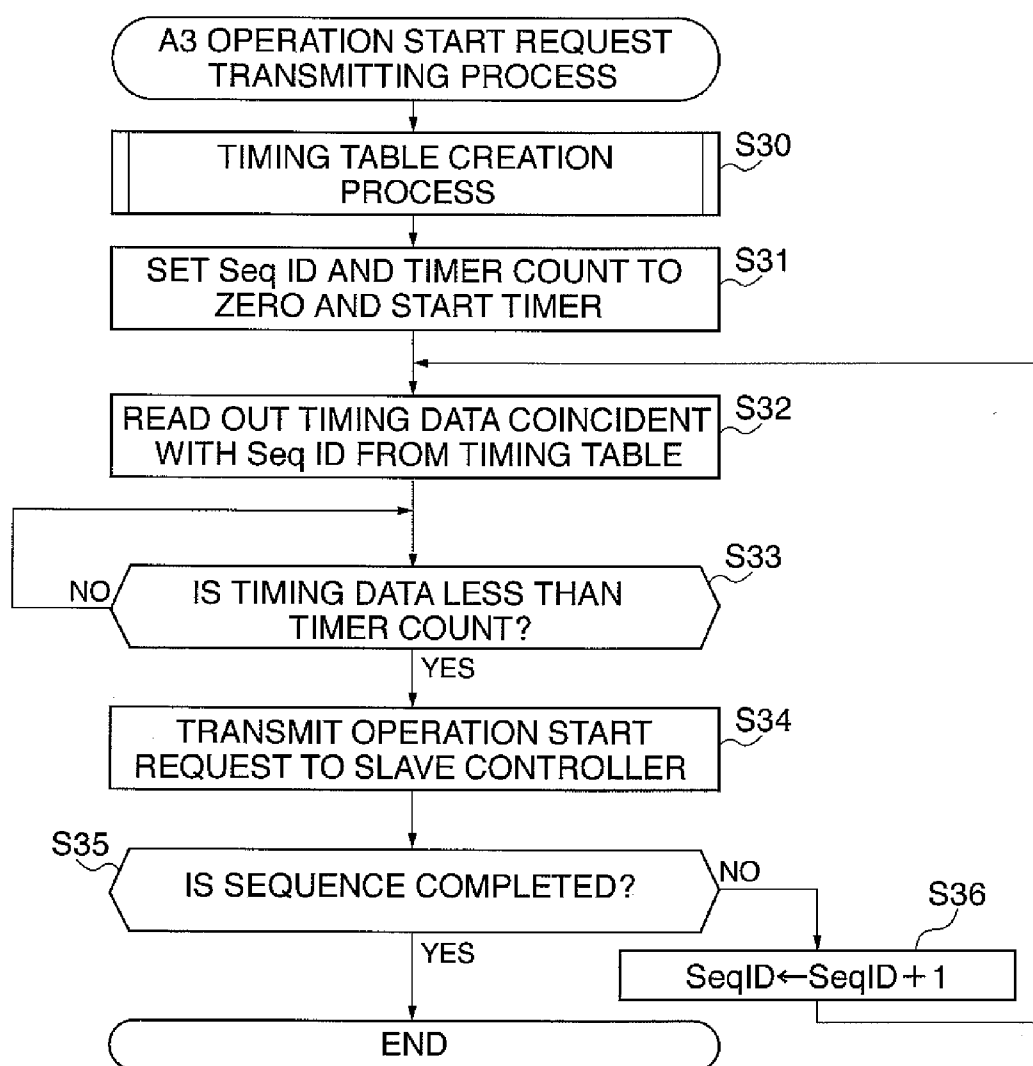 A3 OPERATION START REQUEST
TRANSMITTING PROCESS
TIMING TABLE CREATION
PROCESS
S30
SET Seq ID AND TIMER COUNT TO
ZERO AND START TIMER
S31
READ OUT TIMING DATA COINCIDENT
WITH Seq ID FROM TIMING TABLE
S32
IS TIMING DATA LESS THAN
TIMER COUNT?
S33
NO
YES
TRANSMIT OPERATION START
REQUEST TO SLAVE CONTROLLER
S34
S35
IS SEQUENCE COMPLETED?
NO
YES
S36
SeqID←SeqID+1
END